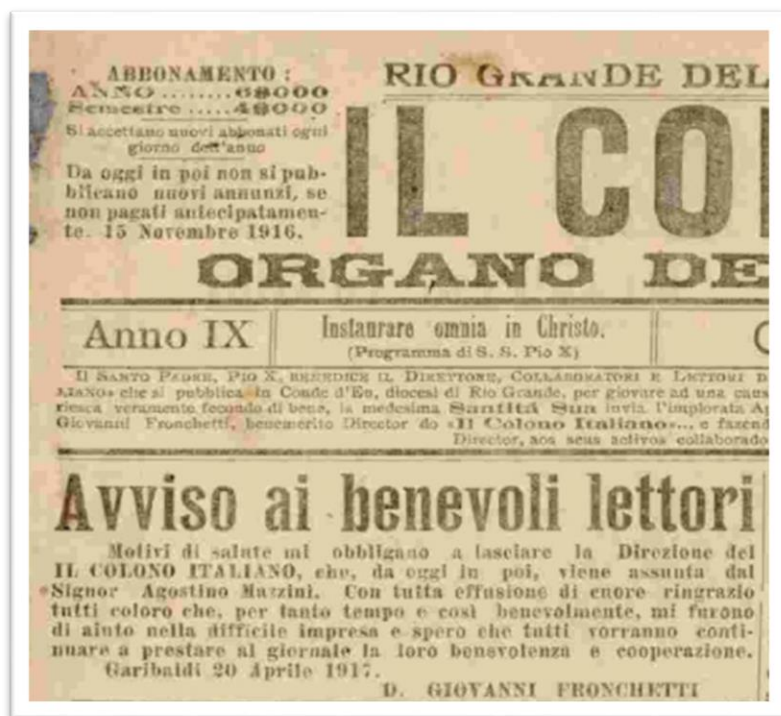 ABBONAMENTO :
ANNO ........ 6$000
Semestre ..... 4$000
Si accettano nuovi abbonati ogni
giorno dell'anno
Da oggi in poi non si pub-
blicano nuovi annunzi, se
non pagati antecipatamen-
te. 15 Novembre 1916.
RIO GRANDE DEL
IL CO
ORGANO DE
Anno IX
Instaurare omnia in Christo.
(Programma di S. S. Pio X)
Il Santo Padre, Pio X, benedice il Direttore, Collaboratori e Lettori d
liano» che si pubblica in Conde d'Eu, diocesi di Rio Grande, per giovare ad una caus
riesca veramente fecondo di bene, la medesima Santità Sua invia l'implorata Ap
Giovanni Fronchetti, benemerito Director do «Il Colono Italiano»... e fazend
Director, aos seus activos collaborado
Avviso ai benevoli lettori
Motivi di salute mi obbligano a lasciare la Direzione del
IL COLONO ITALIANO, che, da oggi in poi, viene assunta dal
Signor Agostino Mazzini. Con tutta effusione di cuore ringrazio
tutti coloro che, per tanto tempo e così benevolmente, mi furono
di aiuto nella difficile impresa e spero che tutti vorranno conti-
nuare a prestare al giornale la loro benevolenza e cooperazione.
Garibaldi 20 Aprile 1917.
D. GIOVANNI FRONCHETTI